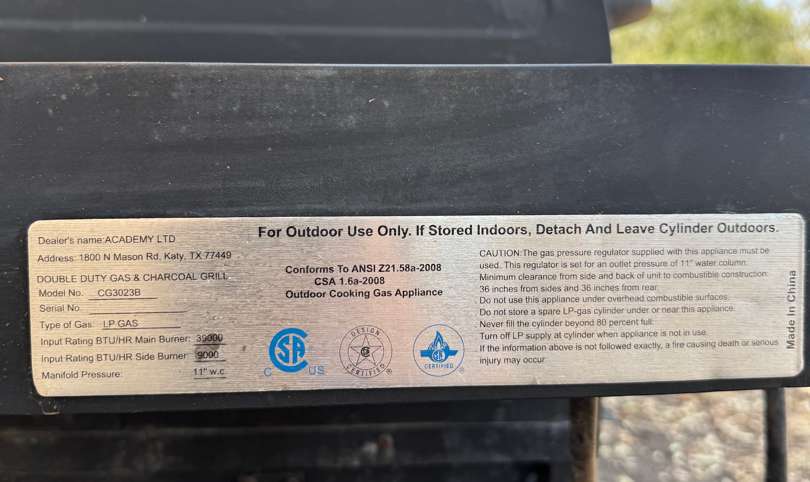 For Outdoor Use Only. If Stored Indoors, Detach And Leave Cylinder Outdoors.
Dealer's name:ACADEMY LTD
Address: 1800 N Mason Rd, Katy, TX 77449
DOUBLE DUTY GAS & CHARCOAL GRILL
Model No. CG3023B
Serial No.
Type of Gas: LP GAS
Input Rating BTU/HR Main Burner: 39000
Input Rating BTU/HR Side Burner: 9000
Manifold Pressure: 11" w.c
Conforms To ANSI Z21.58a-2008
CSA 1.6a-2008
Outdoor Cooking Gas Appliance
C SA US
DESIGN CERTIFIED ®
CERTIFIED ®
CAUTION:The gas pressure regulator supplied with this appliance must be
used. This regulator is set for an outlet pressure of 11" water column.
Minimum clearance from side and back of unit to combustible construction:
36 inches from sides and 36 inches from rear.
Do not use this appliance under overhead combustible surfaces.
Do not store a spare LP-gas cylinder under or near this appliance.
Never fill the cylinder beyond 80 percent full.
Turn off LP supply at cylinder when appliance is not in use.
If the information above is not followed exactly, a fire causing death or serious
injury may occur
Made In China